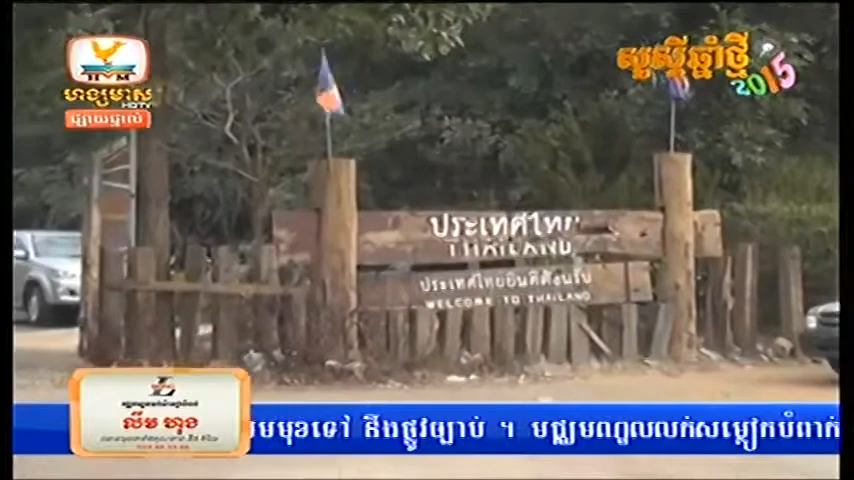 HM
ហង្សមាស
HDTV
ផ្សាយផ្ទាល់
សួស្តីឆ្នាំថ្មី
2015
ประเทศไทย
THAILAND
ประเทศไทยยินดีต้อนรับ
WELCOME TO THAILAND
លឹម ហុង
មមុខទៅ នឹងផ្លូវច្បាប់ ។ មជ្ឈមណ្ឌលលក់សម្លៀកបំពាក់